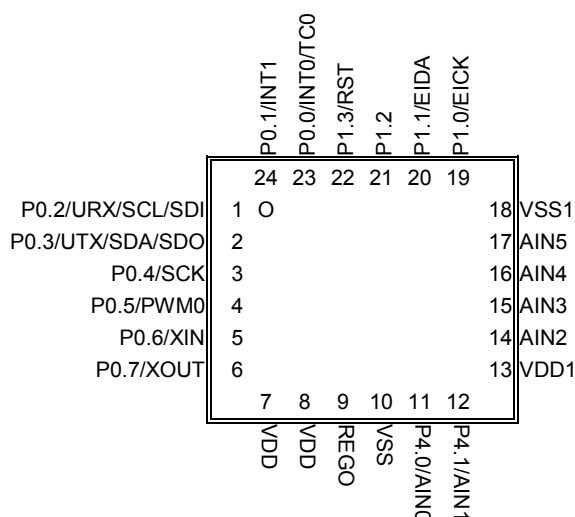 P0.1/INT1
P0.0/INT0/TC0
P1.3/RST
P1.2
P1.1/EIDA
P1.0/EICK
24 23 22 21 20 19
P0.2/URX/SCL/SDI 1 O 18 VSS1
P0.3/UTX/SDA/SDO 2 17 AIN5
P0.4/SCK 3 16 AIN4
P0.5/PWM0 4 15 AIN3
P0.6/XIN 5 14 AIN2
P0.7/XOUT 6 13 VDD1
7 8 9 10 11 12
VDD
VDD
REGO
VSS
P4.0/AIN0
P4.1/AIN1